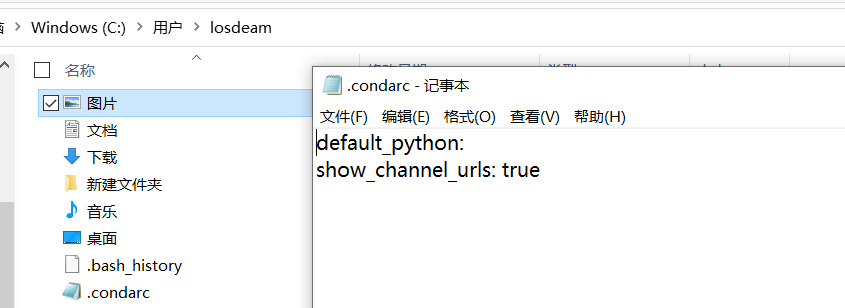 Windows (C:) › 用户 › losdeam
名称
图片
文档
下载
新建文件夹
音乐
桌面
.bash_history
.condarc
.condarc - 记事本
文件(F) 编辑(E) 格式(O) 查看(V) 帮助(H)
default_python:
show_channel_urls: true